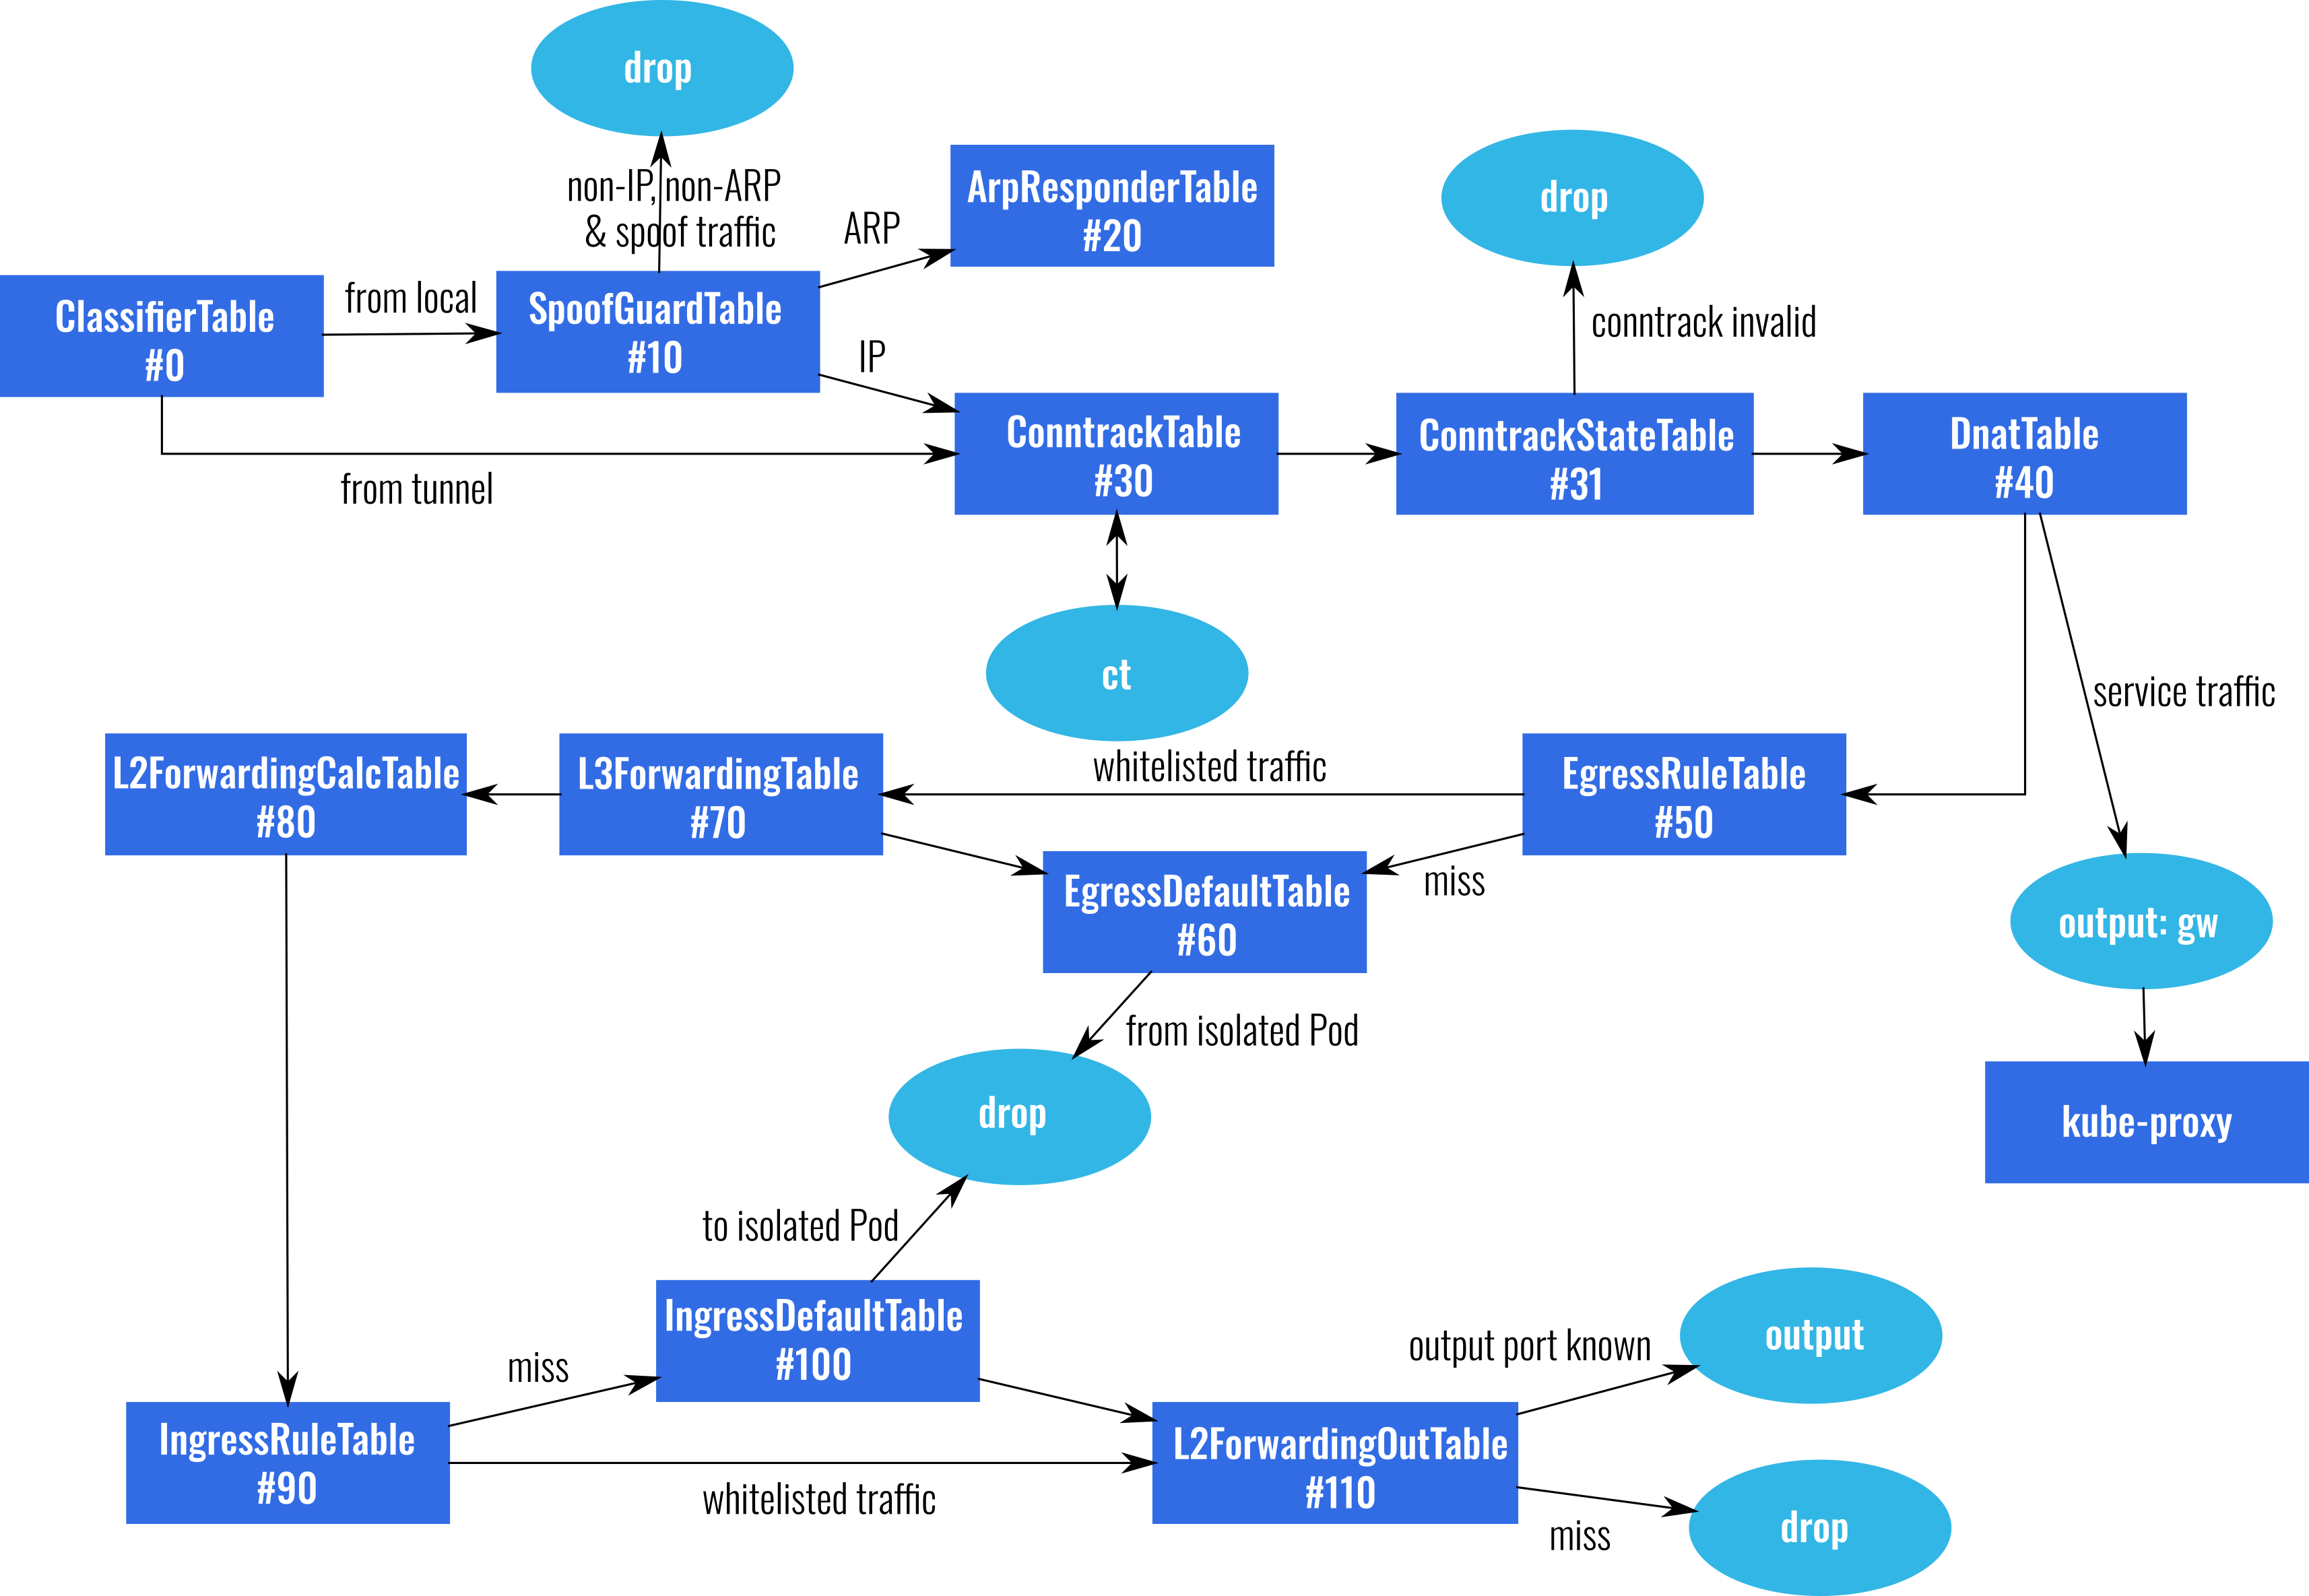 drop
non-IP, non-ARP
& spoof traffic
ArpResponderTable
#20
drop
ARP
from local
ClassifierTable
#0
SpoofGuardTable
#10
IP
conntrack invalid
from tunnel
ConntrackTable
#30
ConntrackStateTable
#31
DnatTable
#40
ct
service traffic
whitelisted traffic
L2ForwardingCalcTable
#80
L3ForwardingTable
#70
EgressRuleTable
#50
miss
EgressDefaultTable
#60
output: gw
from isolated Pod
drop
kube-proxy
to isolated Pod
IngressDefaultTable
#100
output port known
output
miss
IngressRuleTable
#90
whitelisted traffic
L2ForwardingOutTable
#110
miss
drop